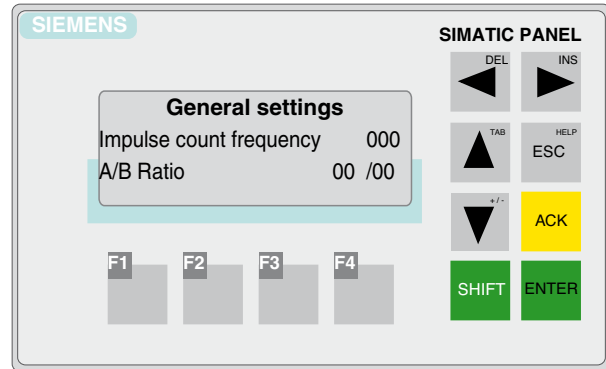 SIEMENS
SIMATIC PANEL
General settings
Impulse count frequency 000
A/B Ratio 00 /00
F1 F2 F3 F4
DEL INS
TAB HELP
ESC
+/-
ACK
SHIFT ENTER